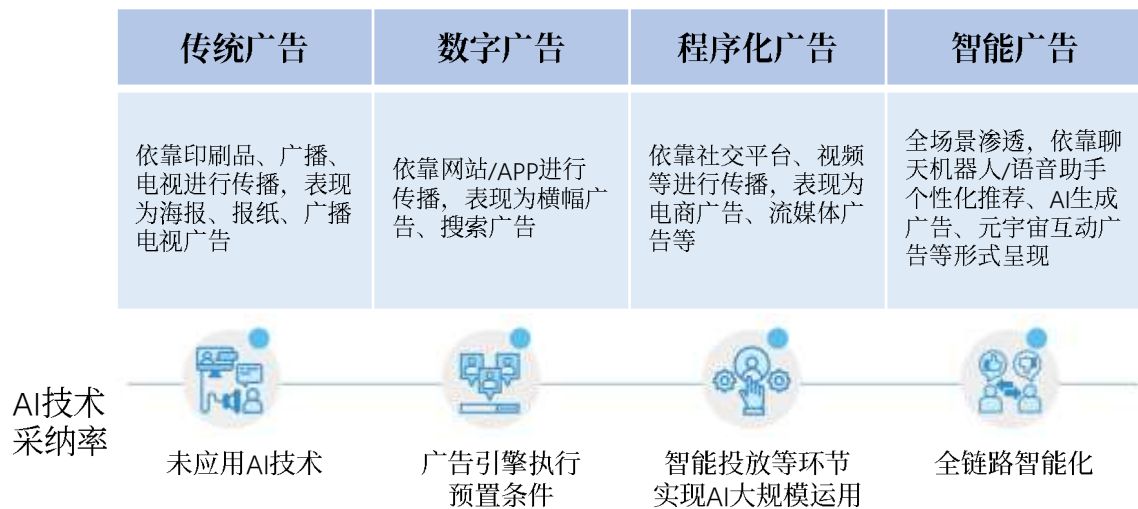 传统广告
数字广告
程序化广告
智能广告
依靠印刷品、广播、
电视进行传播，表现
为海报、报纸、广播
电视广告
依靠网站/APP进行
传播，表现为横幅广
告、搜索广告
依靠社交平台、视频
等进行传播，表现为
电商广告、流媒体广
告等
全场景渗透，依靠聊
天机器人/语音助手
个性化推荐、AI生成
广告、元宇宙互动广
告等形式呈现
AI技术
采纳率
未应用AI技术
广告引擎执行
预置条件
智能投放等环节
实现AI大规模运用
全链路智能化